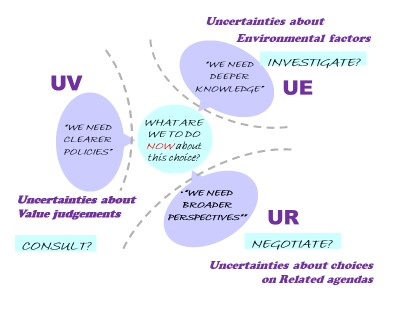 Uncertainties about
Environmental factors
INVESTIGATE?
UE
"WE NEED
DEEPER
KNOWLEDGE"
UV
"WE NEED
CLEARER
POLICIES"
WHAT ARE
WE TO DO
NOW about
this choice?
Uncertainties about
Value judgements
CONSULT?
•"WE NEED
BROADER
PERSPECTIVES"'
UR
NEGOTIATE?
Uncertainties about choices
on Related agendas